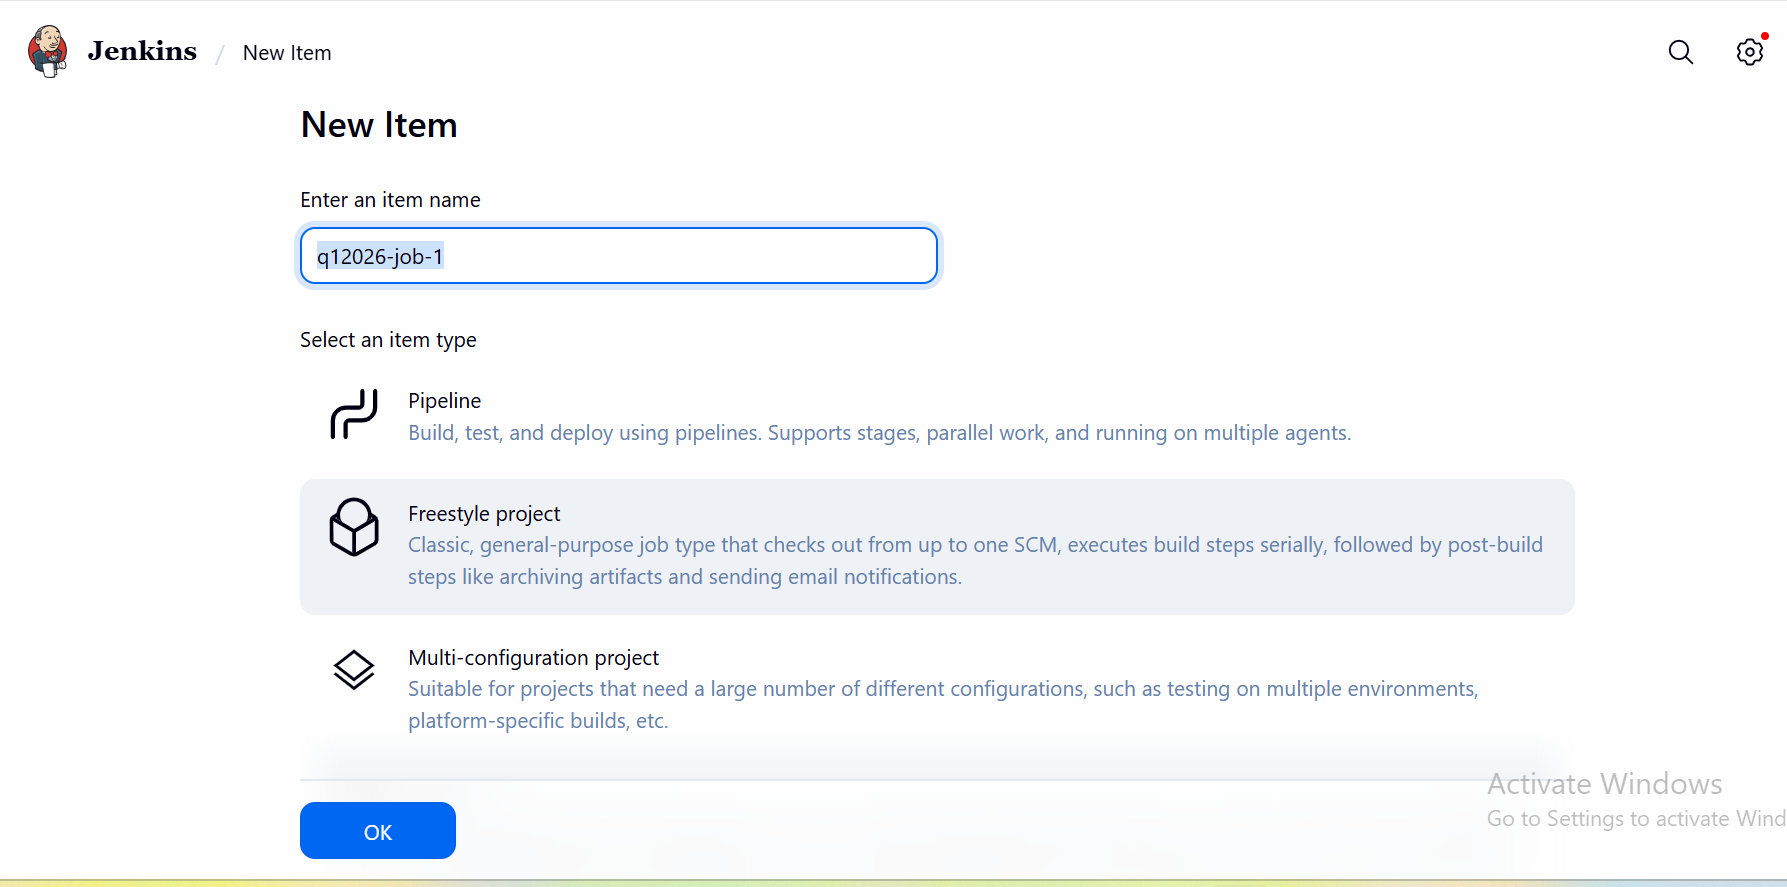 Jenkins / New Item
New Item
Enter an item name
q12026-job-1
Select an item type
Pipeline
Build, test, and deploy using pipelines. Supports stages, parallel work, and running on multiple agents.
Freestyle project
Classic, general-purpose job type that checks out from up to one SCM, executes build steps serially, followed by post-build
steps like archiving artifacts and sending email notifications.
Multi-configuration project
Suitable for projects that need a large number of different configurations, such as testing on multiple environments,
platform-specific builds, etc.
Activate Windows
Go to Settings to activate Wind
OK